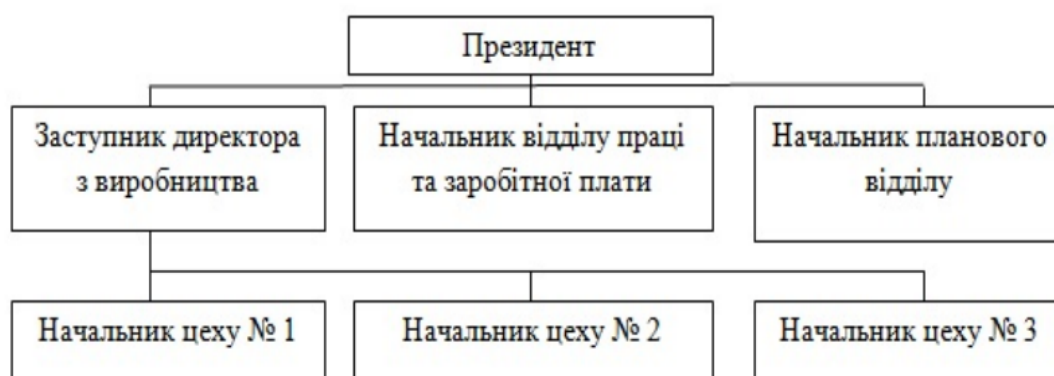 Президент
Заступник директора
з виробництва
Начальник відділу праці
та заробітної плати
Начальник планового
відділу
Начальник цеху № 1
Начальник цеху № 2
Начальник цеху № 3